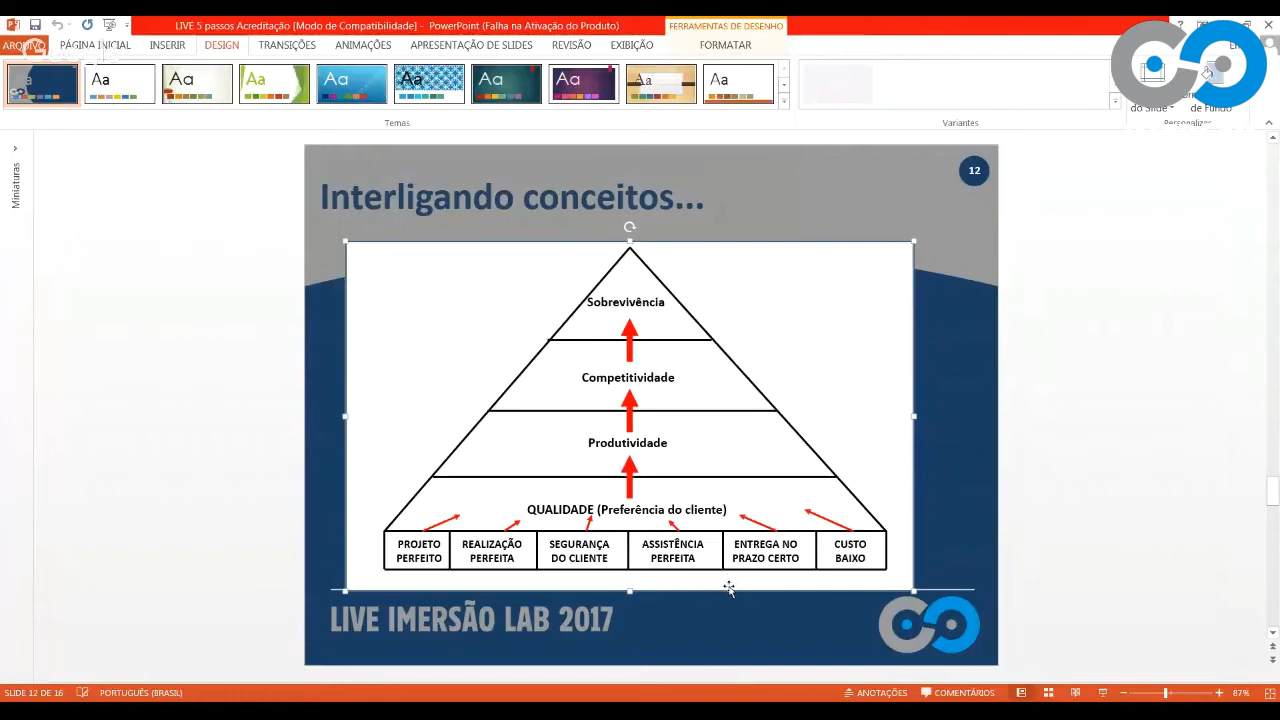 LIVE 5 passos Acreditação [Modo de Compatibilidade] - PowerPoint (Falha na Ativação do Produto)
FERRAMENTAS DE DESENHO
ARQUIVO PÁGINA INICIAL INSERIR DESIGN TRANSIÇÕES ANIMAÇÕES APRESENTAÇÃO DE SLIDES REVISÃO EXIBIÇÃO FORMATAR
Aa Aa Aa Aa Aa Aa Aa Aa Aa Aa
do Slide de Fundo
Temas Variantes Personalizar
Miniaturas
12
Interligando conceitos...
Sobrevivência
Competitividade
Produtividade
QUALIDADE (Preferência do cliente)
PROJETO PERFEITO
REALIZAÇÃO PERFEITA
SEGURANÇA DO CLIENTE
ASSISTÊNCIA PERFEITA
ENTREGA NO PRAZO CERTO
CUSTO BAIXO
LIVE IMERSÃO LAB 2017
SLIDE 12 DE 16 PORTUGUÊS (BRASIL) ANOTAÇÕES COMENTÁRIOS 87%